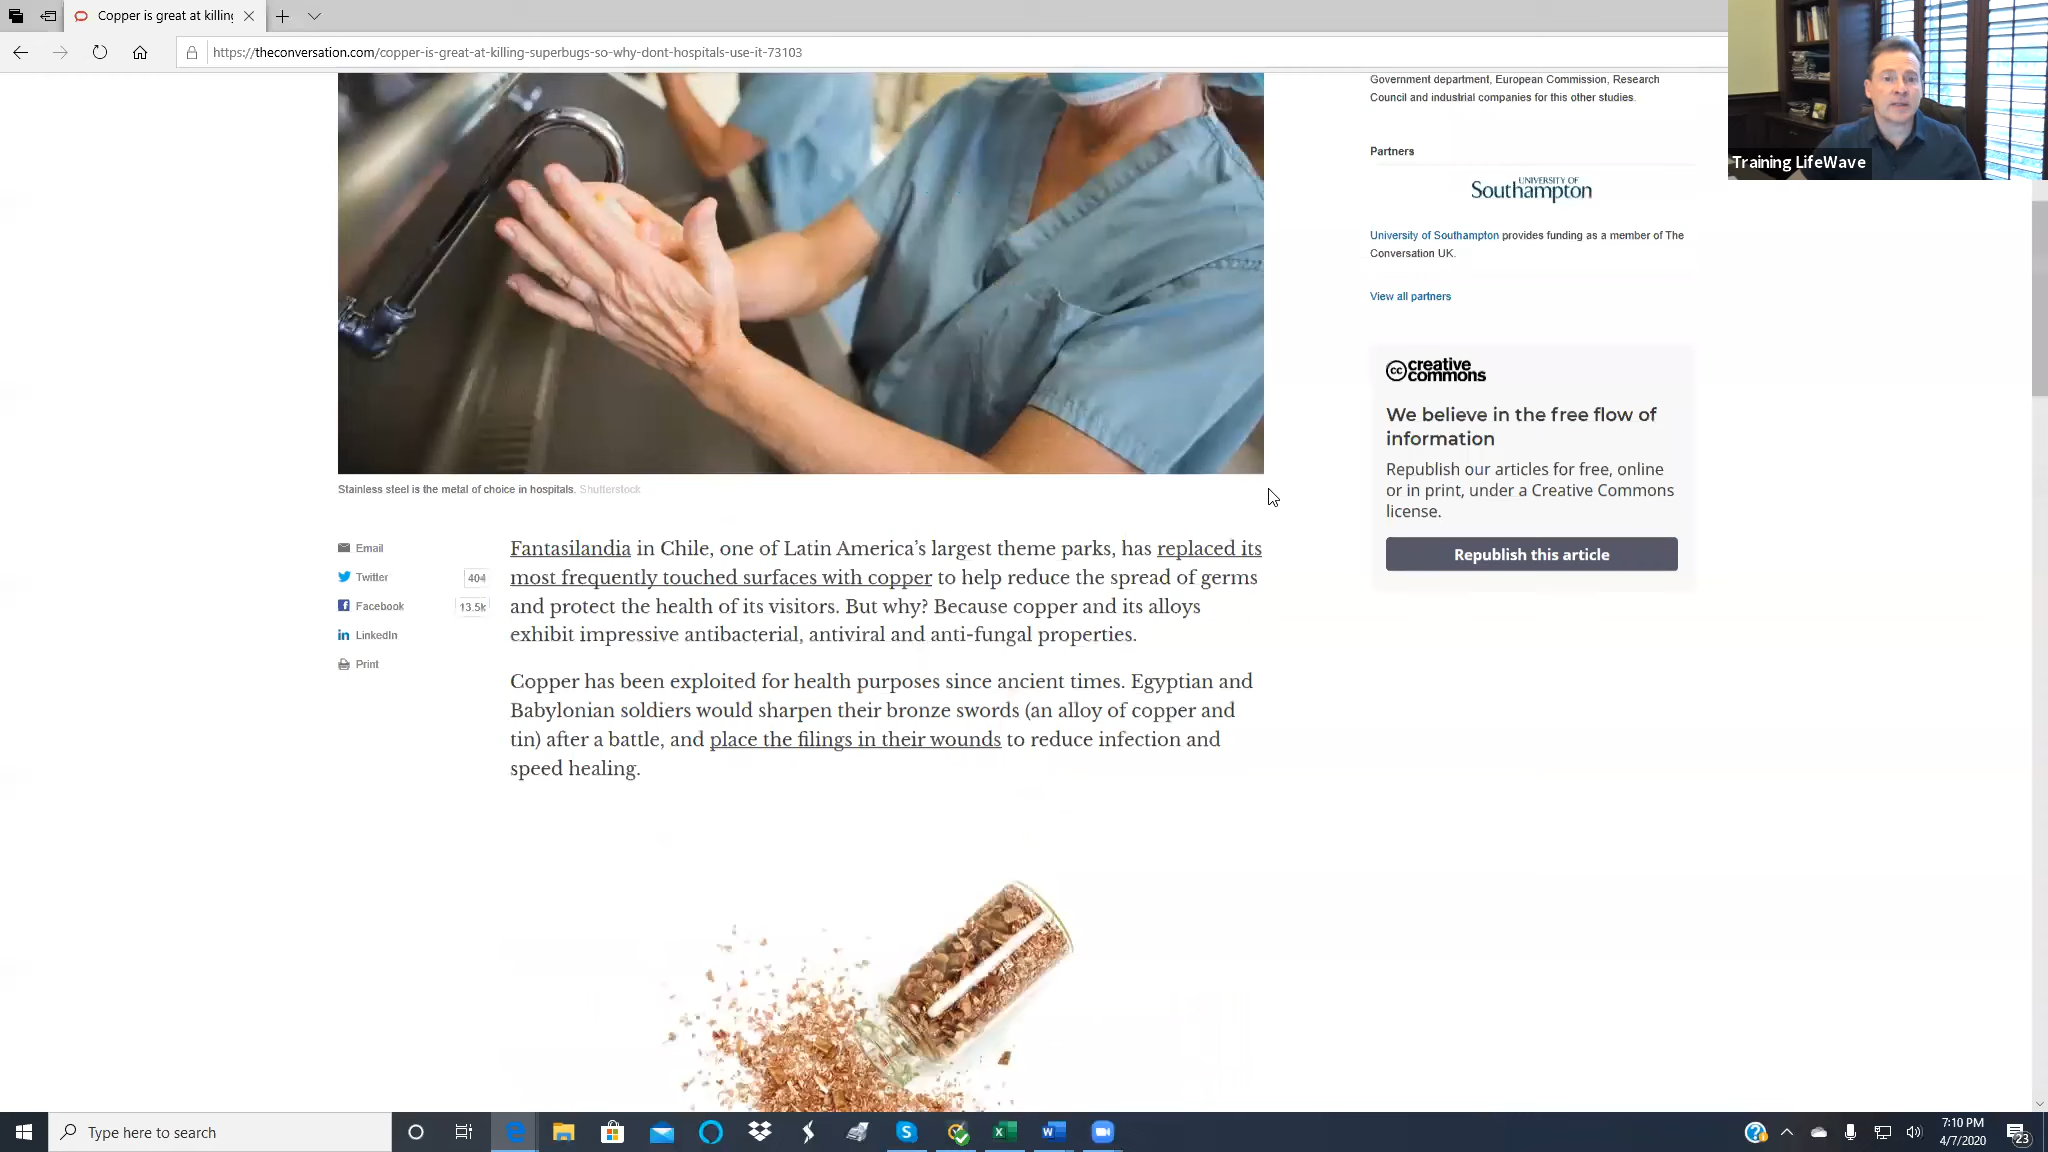 Copper is great at killing
https://theconversation.com/copper-is-great-at-killing-superbugs-so-why-dont-hospitals-use-it-73103
Training LifeWave
Government department, European Commission, Research
Council and industrial companies for this other studies.
Partners
UNIVERSITY OF
Southampton
University of Southampton provides funding as a member of The
Conversation UK.
View all partners
cc creative
commons
We believe in the free flow of
information
Republish our articles for free, online
or in print, under a Creative Commons
license.
Republish this article
Stainless steel is the metal of choice in hospitals. Shutterstock
Email
Twitter 404
Facebook 13.5k
LinkedIn
Print
Fantasilandia in Chile, one of Latin America's largest theme parks, has replaced its
most frequently touched surfaces with copper to help reduce the spread of germs
and protect the health of its visitors. But why? Because copper and its alloys
exhibit impressive antibacterial, antiviral and anti-fungal properties.
Copper has been exploited for health purposes since ancient times. Egyptian and
Babylonian soldiers would sharpen their bronze swords (an alloy of copper and
tin) after a battle, and place the filings in their wounds to reduce infection and
speed healing.
Type here to search
7:10 PM
4/7/2020
23